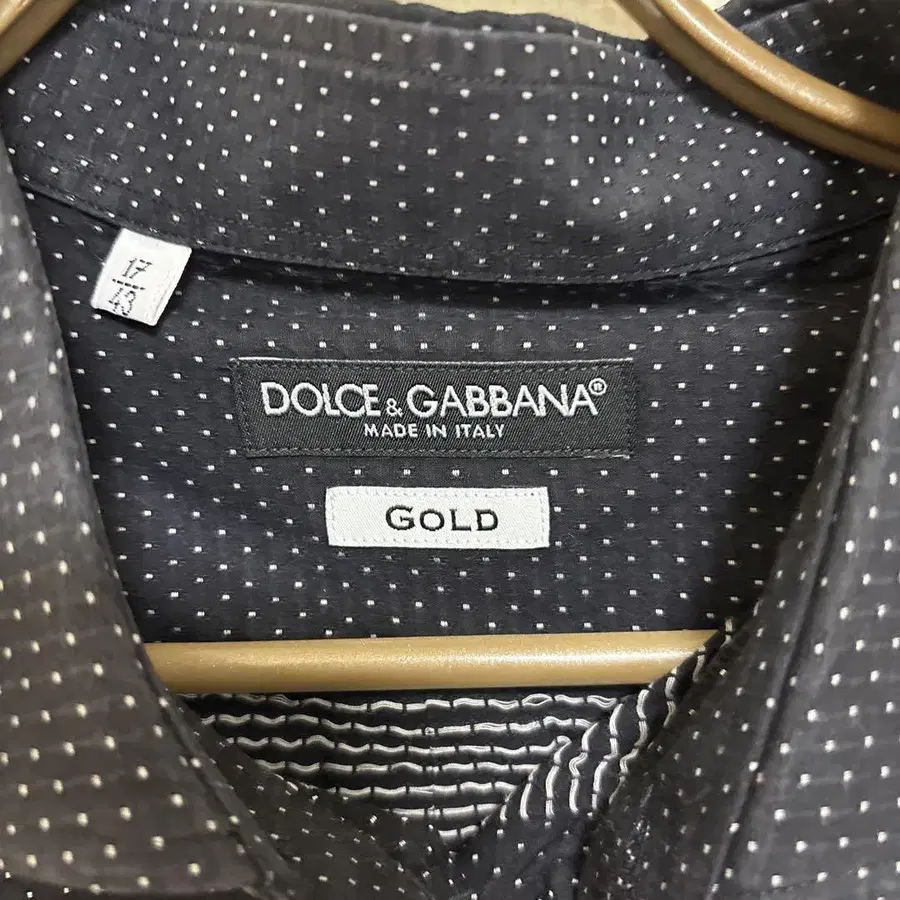 17
43
DOLCE & GABBANA®
MADE IN ITALY
GOLD